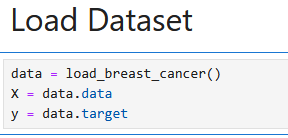 Load Dataset
data = load_breast_cancer()
X = data.data
y = data.target